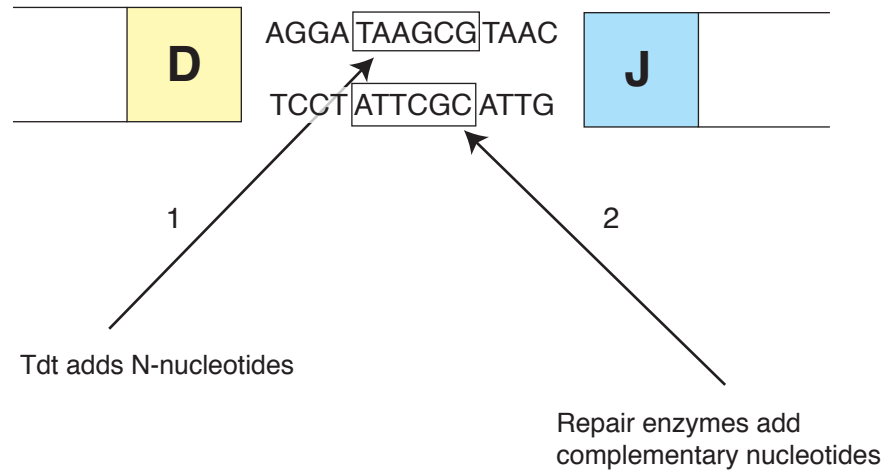 D
AGGA TAAGCG TAAC
J
TCCT ATTCGC ATTG
1
2
Tdt adds N-nucleotides
Repair enzymes add
complementary nucleotides